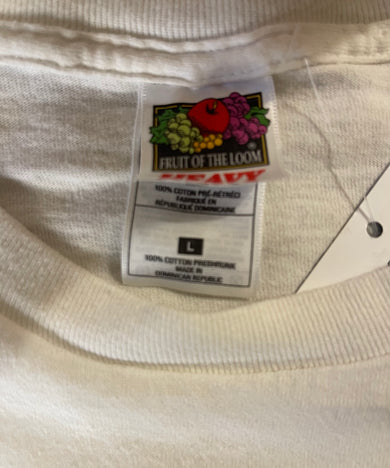 FRUIT OF THE LOOM
®
HEAVY
100% COTTON PRÉ-RÉTRÉCI
FABRIQUÉ EN
RÉPUBLIQUE DOMINICAINE
L
100% COTTON PRESHRUNK
MADE IN
DOMINICAN REPUBLIC